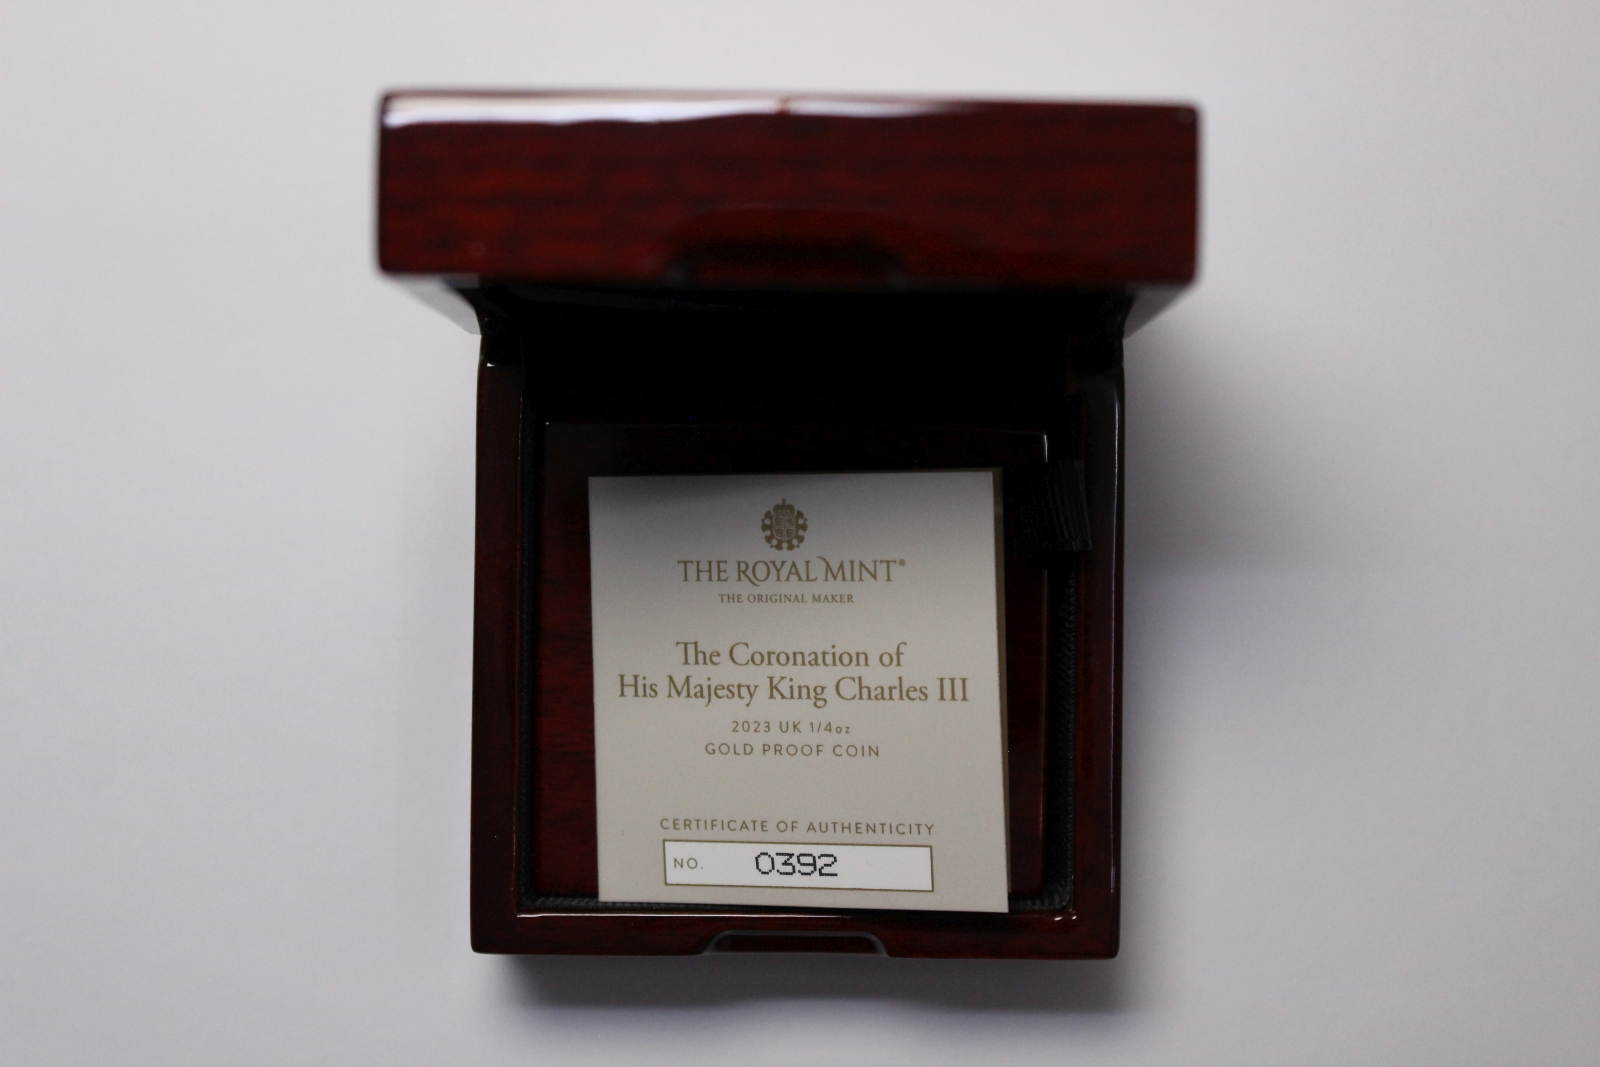 THE ROYAL MINT®
THE ORIGINAL MAKER
The Coronation of
His Majesty King Charles III
2023 UK 1/4oz
GOLD PROOF COIN
CERTIFICATE OF AUTHENTICITY
NO. 0392